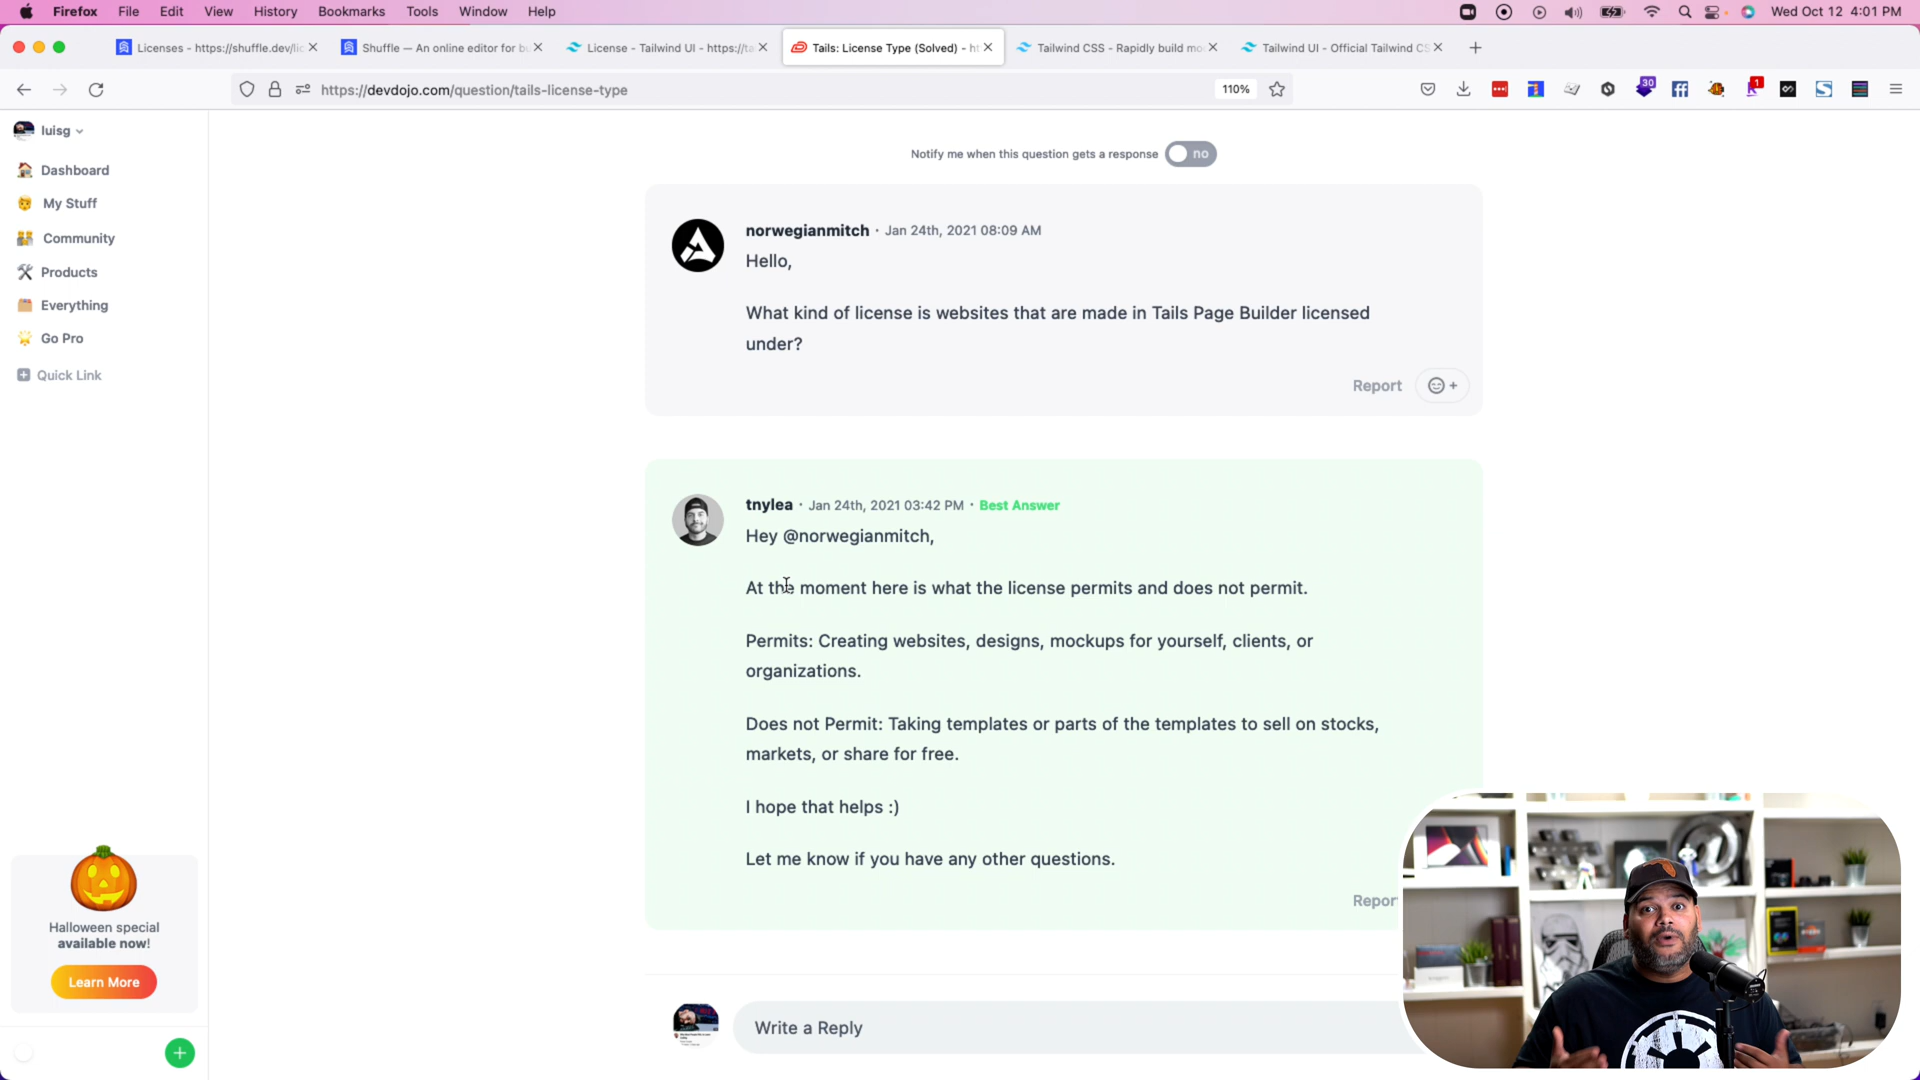 Firefox File Edit View History Bookmarks Tools Window Help
Wed Oct 12 4:01 PM
Licenses - https://shuffle.dev/lic
Shuffle — An online editor for bu
License - Tailwind UI - https://ta
Tails: License Type (Solved) - ht
Tailwind CSS - Rapidly build mo
Tailwind UI - Official Tailwind CS
https://devdojo.com/question/tails-license-type
110%
30
1
luisg
Dashboard
My Stuff
Community
Products
Everything
Go Pro
Quick Link
Notify me when this question gets a response no
norwegianmitch · Jan 24th, 2021 08:09 AM
Hello,
What kind of license is websites that are made in Tails Page Builder licensed
under?
Report
tnylea · Jan 24th, 2021 03:42 PM · Best Answer
Hey @norwegianmitch,
At the moment here is what the license permits and does not permit.
Permits: Creating websites, designs, mockups for yourself, clients, or
organizations.
Does not Permit: Taking templates or parts of the templates to sell on stocks,
markets, or share for free.
I hope that helps :)
Let me know if you have any other questions.
Repor
Write a Reply
Halloween special
available now!
Learn More